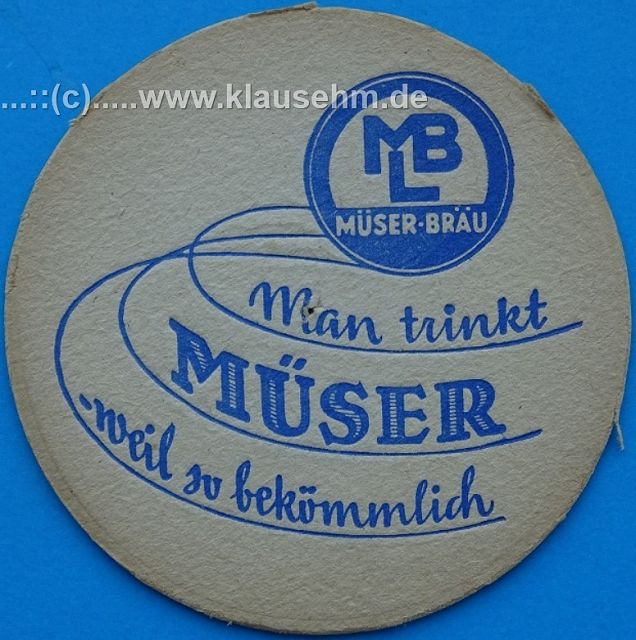 ...::(c).....www.klausehm.de
MLB
MÜSER-BRÄU
Man trinkt
MÜSER
-weil so bekömmlich